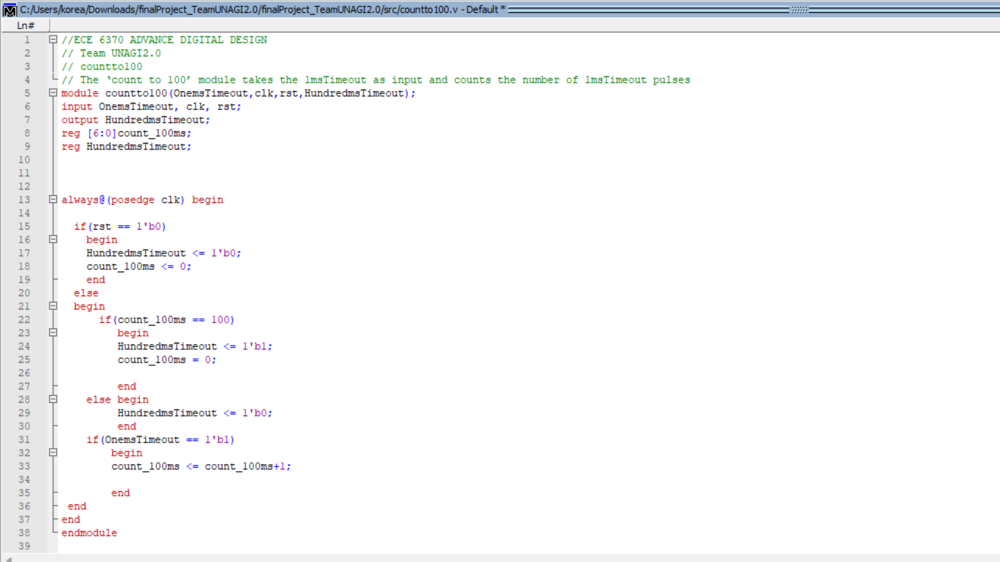 C:/Users/korea/Downloads/finalProject_TeamUNAGI2.0/finalProject_TeamUNAGI2.0/src/countto100.v - Default *
Ln#
1 //ECE 6370 ADVANCE DIGITAL DESIGN
2 // Team UNAGI2.0
3 // countto100
4 // The ‘count to 100’ module takes the 1msTimeout as input and counts the number of 1msTimeout pulses
5 module countto100(OnemsTimeout,clk,rst,HundredmsTimeout);
6 input OnemsTimeout, clk, rst;
7 output HundredmsTimeout;
8 reg [6:0]count_100ms;
9 reg HundredmsTimeout;
10
11
12
13 always@(posedge clk) begin
14
15 if(rst == 1'b0)
16 begin
17 HundredmsTimeout <= 1'b0;
18 count_100ms <= 0;
19 end
20 else
21 begin
22 if(count_100ms == 100)
23 begin
24 HundredmsTimeout <= 1'b1;
25 count_100ms = 0;
26
27 end
28 else begin
29 HundredmsTimeout <= 1'b0;
30 end
31 if(OnemsTimeout == 1'b1)
32 begin
33 count_100ms <= count_100ms+1;
34
35 end
36 end
37 end
38 endmodule
39